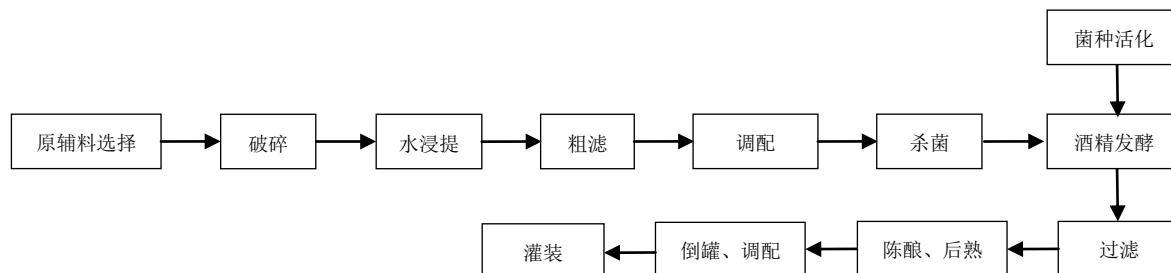 菌种活化
原辅料选择
破碎
水浸提
粗滤
调配
杀菌
酒精发酵
灌装
倒罐、调配
陈酿、后熟
过滤